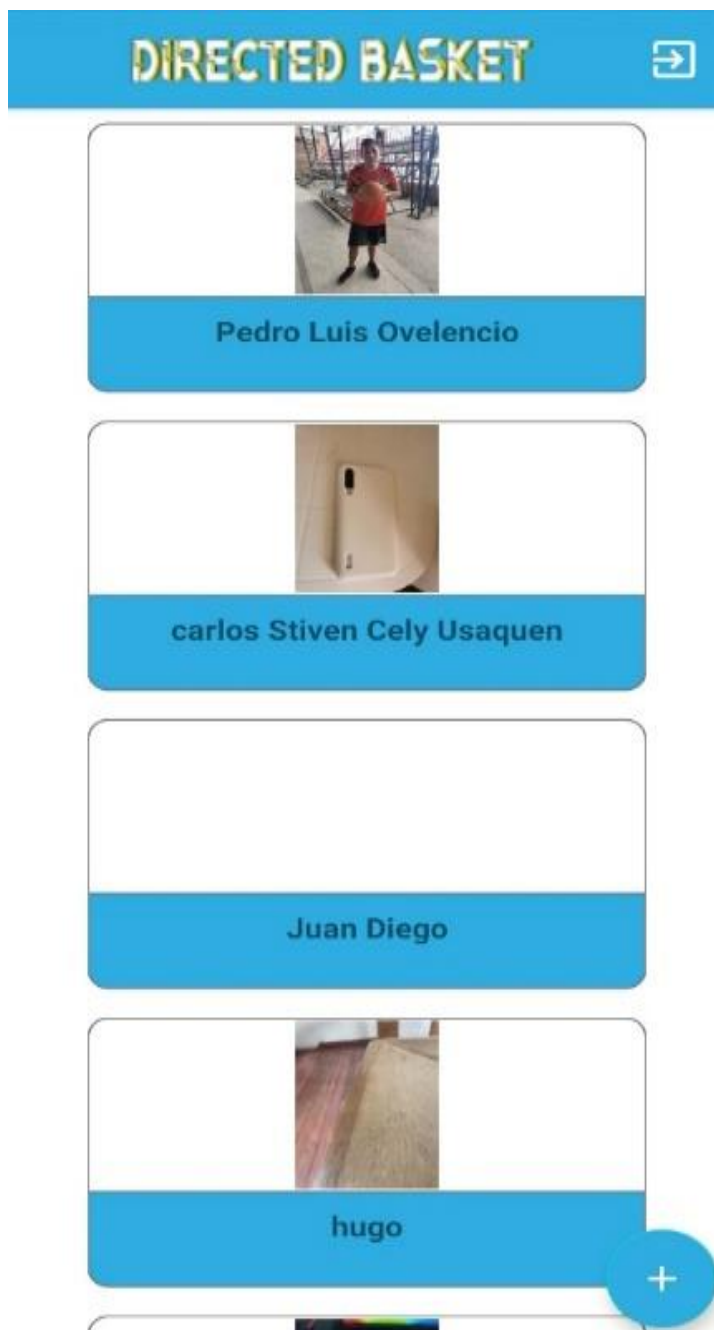 DIRECTED BASKET
Pedro Luis Ovelencio
carlos Stiven Cely Usaquen
Juan Diego
hugo
+